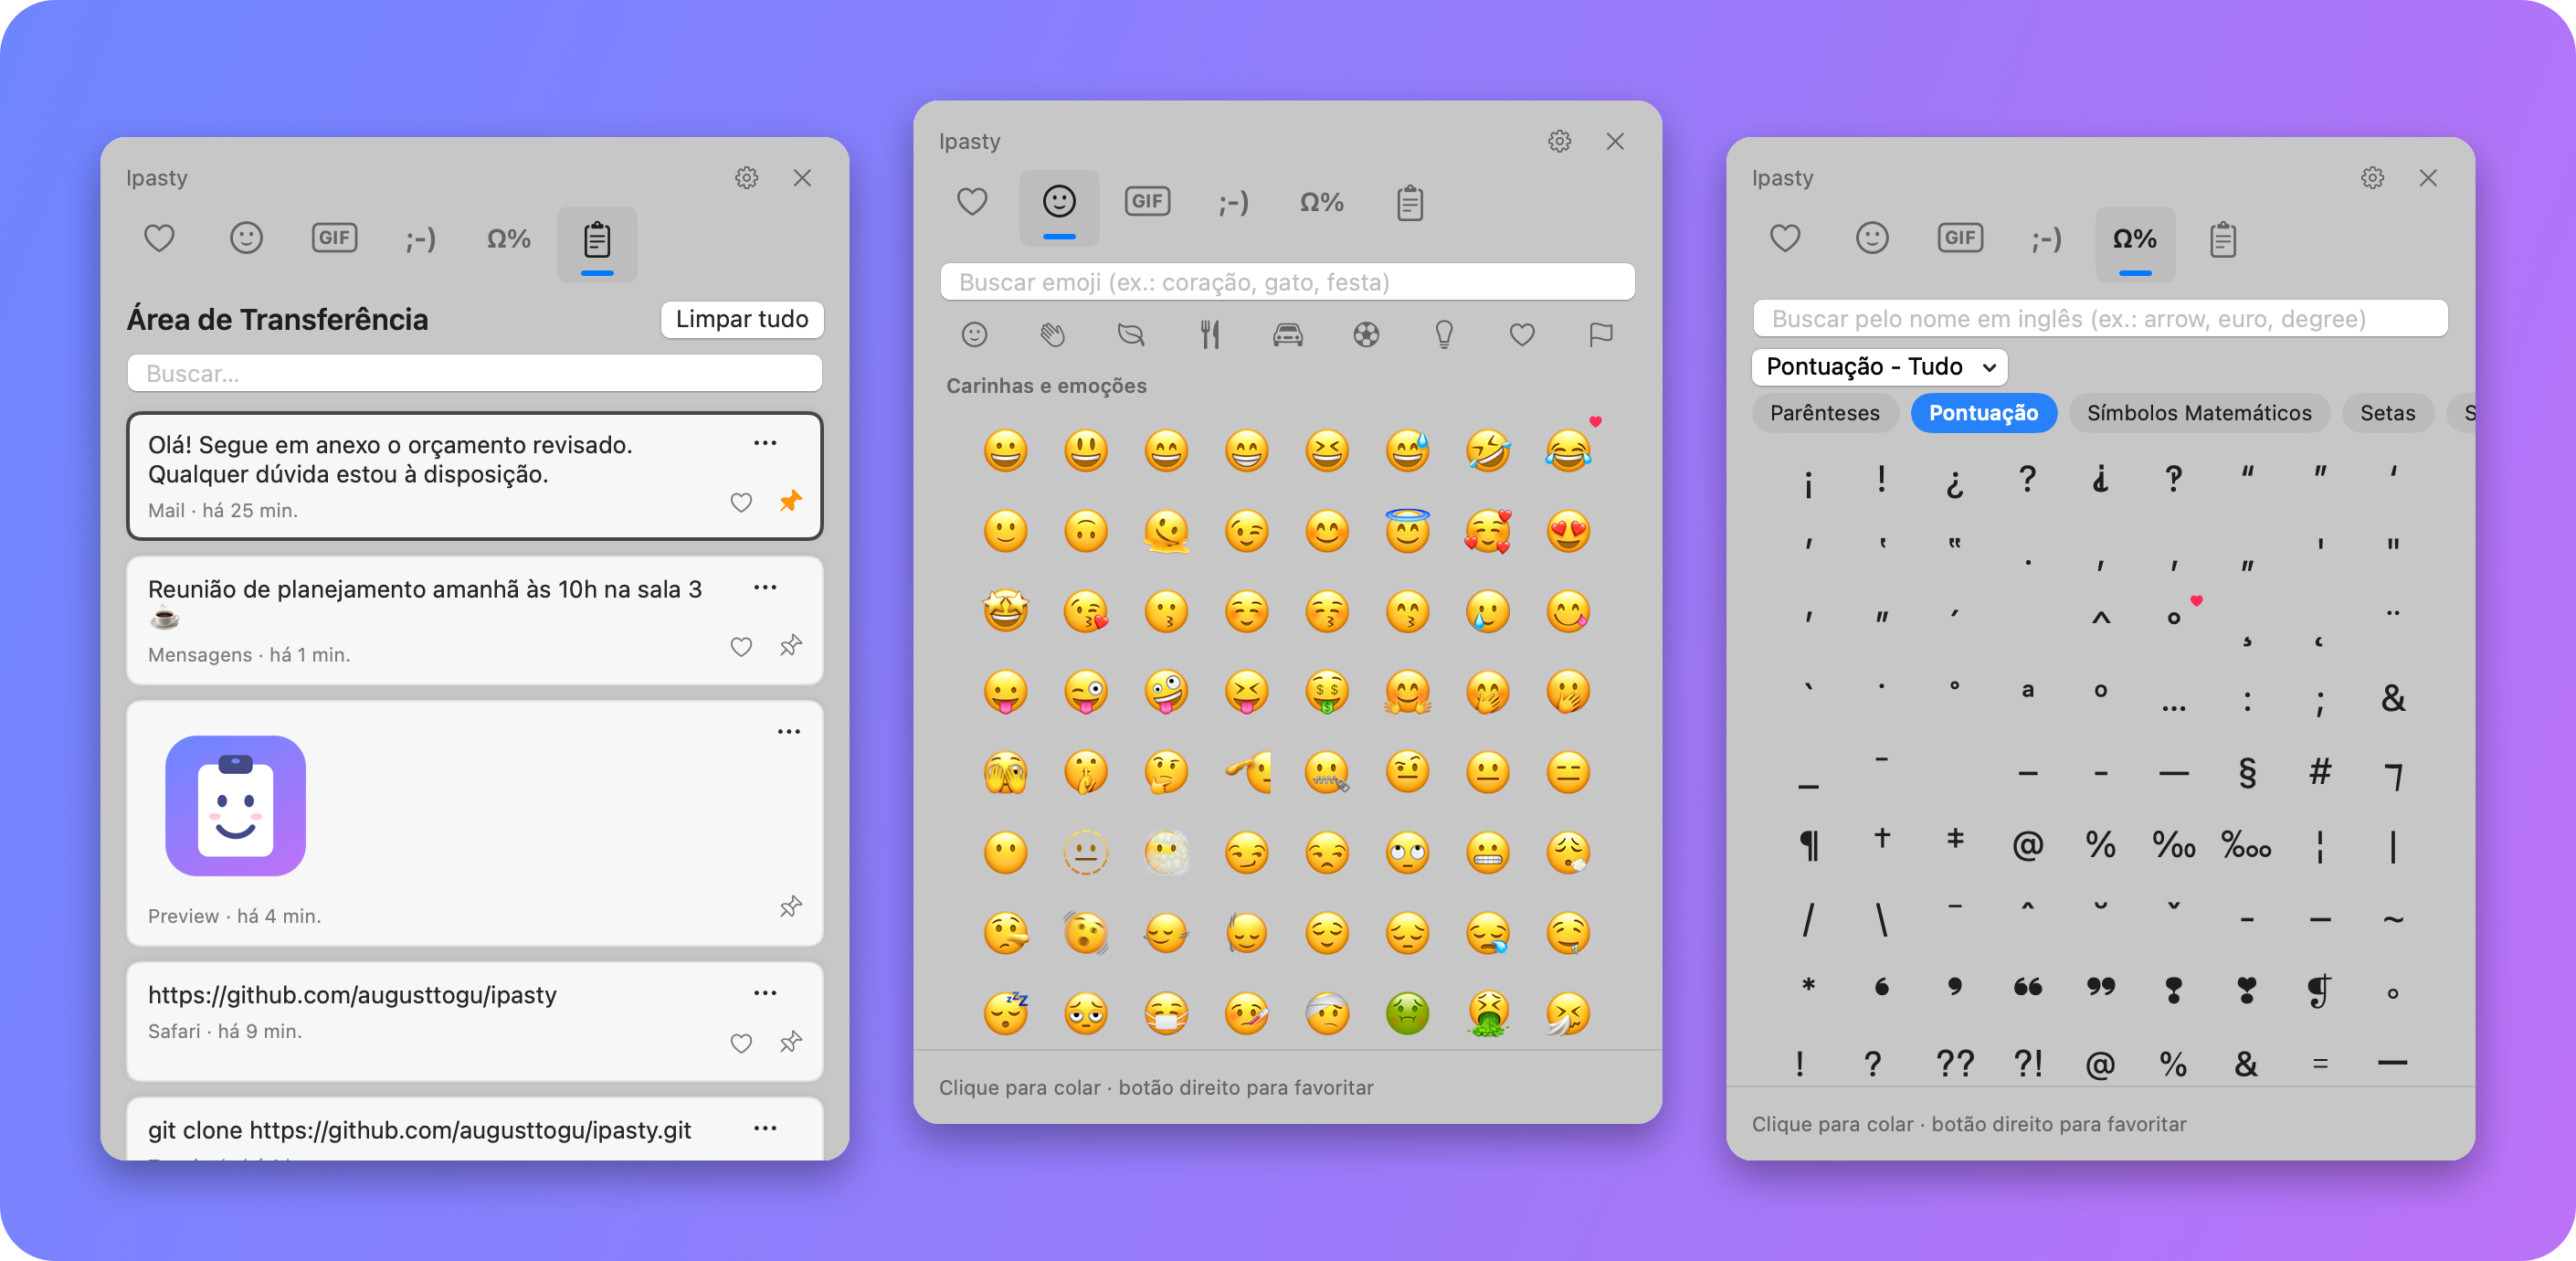 Ipasty
GIF
;-)
Ω%
Área de Transferência
Limpar tudo
Buscar...
Olá! Segue em anexo o orçamento revisado.
Qualquer dúvida estou à disposição.
Mail · há 25 min.
Reunião de planejamento amanhã às 10h na sala 3
☕
Mensagens · há 1 min.
Preview · há 4 min.
https://github.com/augusttogu/ipasty
Safari · há 9 min.
git clone https://github.com/augusttogu/ipasty.git
Ipasty
GIF
;-)
Ω%
Buscar emoji (ex.: coração, gato, festa)
Carinhas e emoções
Clique para colar · botão direito para favoritar
Ipasty
GIF
;-)
Ω%
Buscar pelo nome em inglês (ex.: arrow, euro, degree)
Pontuação - Tudo
Parênteses
Pontuação
Símbolos Matemáticos
Setas
¡ ! ¿ ? ⸘ ‽ “ ” ‘
’ ‛ ‟ . , ‚ „ ' "
′ ″ ´ ^ ° ¸ ˛ ¨
` ˙ ˚ ª º … : ; &
_ ¯ – ‑ — § # ⁊
¶ † ‡ @ % ‰ ‱ ¦ |
/ \ ˉ ˆ ˘ ˇ - – ~
* ❛ ❜ ❝ ❞ ❢ ❣ ❡ 。
! ? ⁇ ⁈ @ % & = —
Clique para colar · botão direito para favoritar